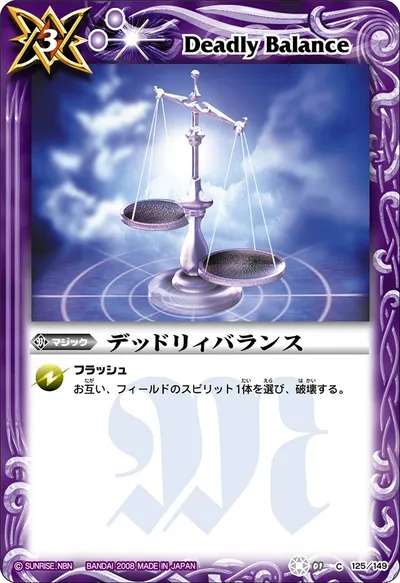 3
Deadly Balance
マジック
デッドリィバランス
フラッシュ
お互い、フィールドのスピリット1体を選び、破壊する。
© SUNRISE.NBN BANDAI 2008 MADE IN JAPAN 01 C 125/149